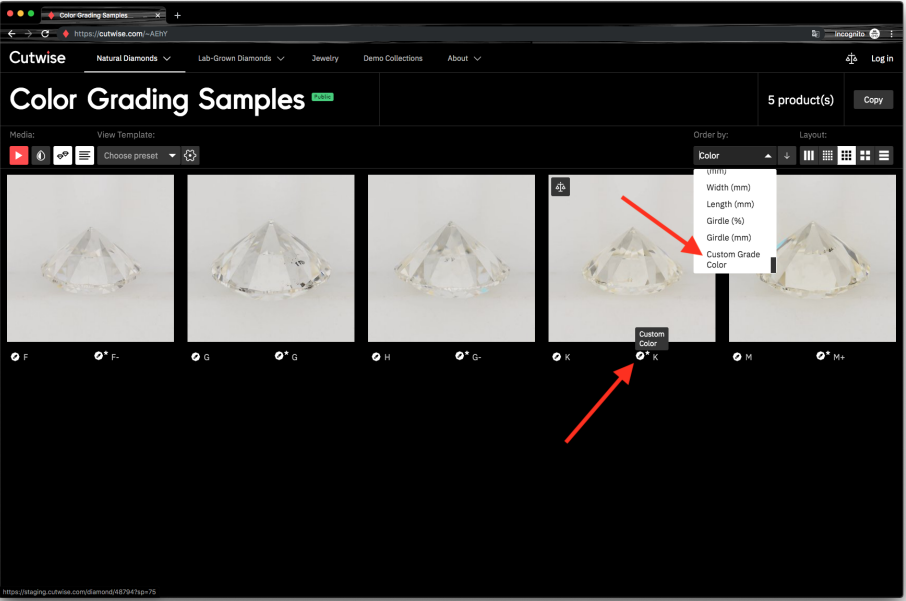 Color Grading Samples
https://cutwise.com/~AEhY
Incognito
Cutwise
Natural Diamonds
Lab-Grown Diamonds
Jewelry
Demo Collections
About
Log in
Color Grading Samples
Public
5 product(s)
Copy
Media:
View Template:
Order by:
Layout:
Choose preset
Color
(mm)
Width (mm)
Length (mm)
Girdle (%)
Girdle (mm)
Custom Grade
Color
Custom
Color
F
F-
G
G
H
G-
K
K
M
M+
https://staging.cutwise.com/diamond/48794?sp=75